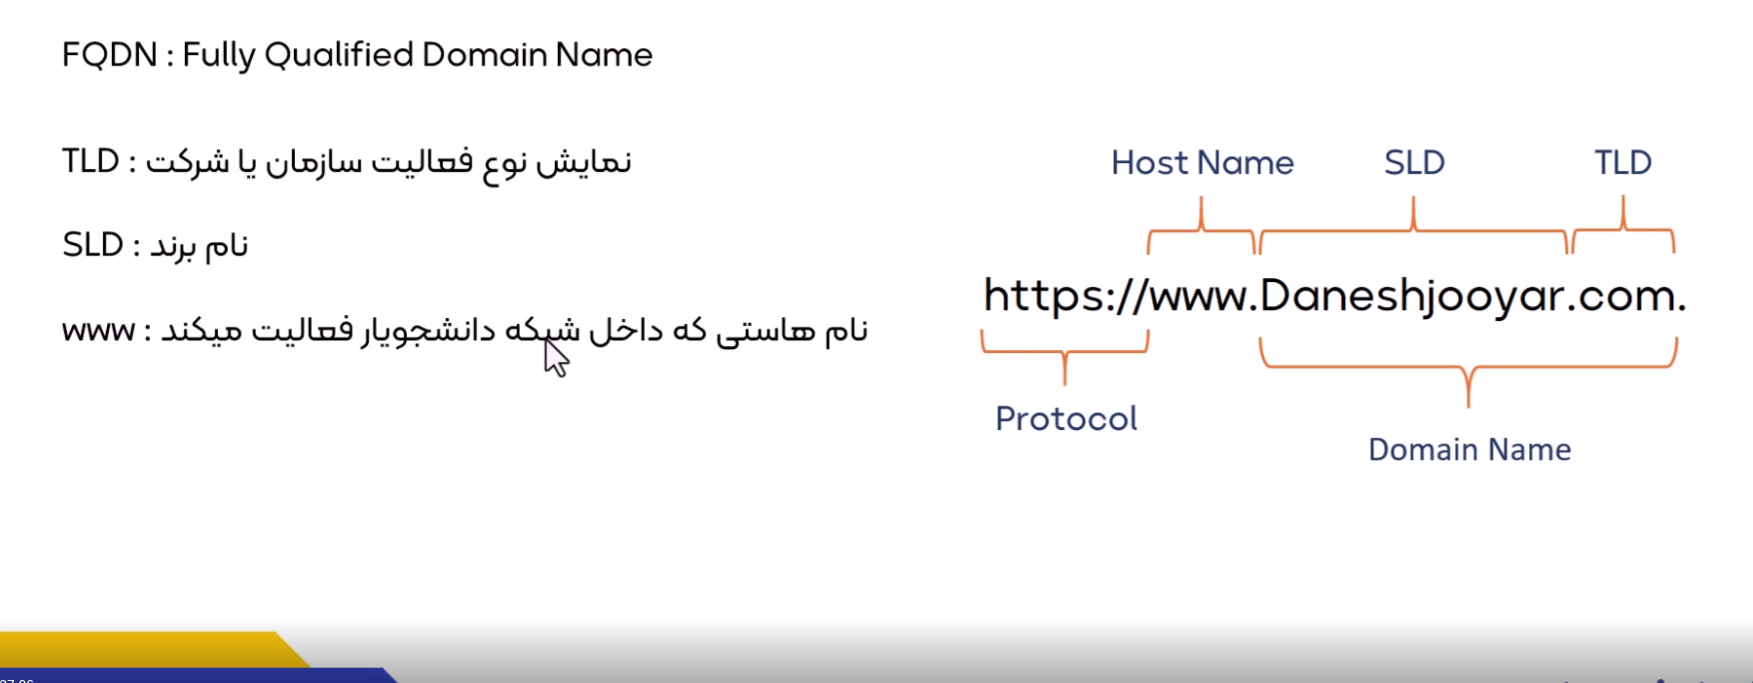 FQDN : Fully Qualified Domain Name
TLD : نمایش نوع فعالیت سازمان یا شرکت
SLD : نام برند
www : نام هاستی که داخل شبکه دانشجویار فعالیت میکند
Host Name
SLD
TLD
https://www.Daneshjooyar.com.
Protocol
Domain Name